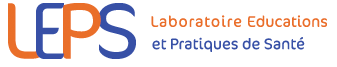 LEPS
Laboratoire Educations
et Pratiques de Santé